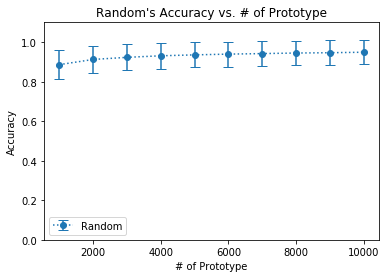 Random's Accuracy vs. # of Prototype
1.0
0.8
0.6
0.4
0.2
0.0
Accuracy
Random
2000 4000 6000 8000 10000
# of Prototype